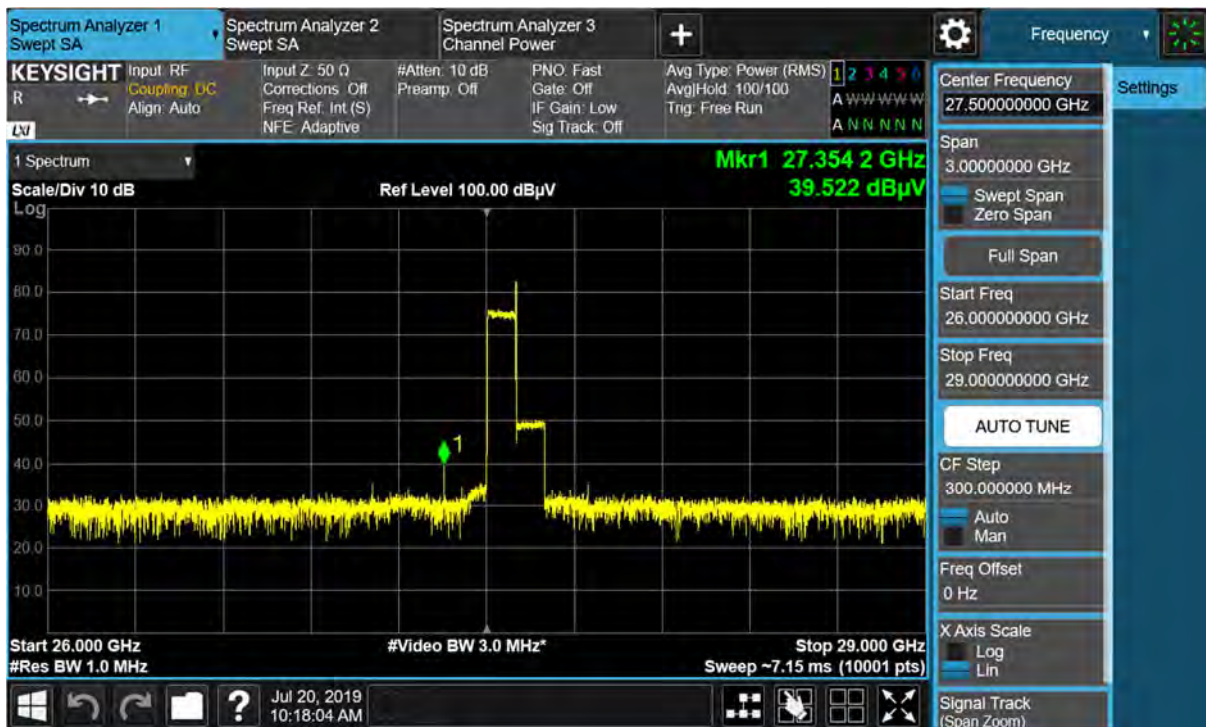 Spectrum Analyzer 1
Swept SA
Spectrum Analyzer 2
Swept SA
Spectrum Analyzer 3
Channel Power
+
Frequency
KEYSIGHT
R
LXI
Input: RF
Coupling: DC
Align: Auto
Input Z: 50 Ω
Corrections: Off
Freq Ref: Int (S)
NFE: Adaptive
#Atten: 10 dB
Preamp: Off
PNO: Fast
Gate: Off
IF Gain: Low
Sig Track: Off
Avg Type: Power (RMS)
Avg|Hold: 100/100
Trig: Free Run
1 2 3 4 5 6
A W W W W W
A N N N N N
1 Spectrum
Scale/Div 10 dB
Ref Level 100.00 dBµV
Mkr1 27.354 2 GHz
39.522 dBµV
Log
90.0
80.0
70.0
60.0
50.0
40.0
30.0
20.0
10.0
1
Start 26.000 GHz
#Video BW 3.0 MHz*
Stop 29.000 GHz
#Res BW 1.0 MHz
Sweep ~7.15 ms (10001 pts)
Center Frequency
27.500000000 GHz
Settings
Span
3.00000000 GHz
Swept Span
Zero Span
Full Span
Start Freq
26.000000000 GHz
Stop Freq
29.000000000 GHz
AUTO TUNE
CF Step
300.000000 MHz
Auto
Man
Freq Offset
0 Hz
X Axis Scale
Log
Lin
Signal Track
(Span Zoom)
?
Jul 20, 2019
10:18:04 AM